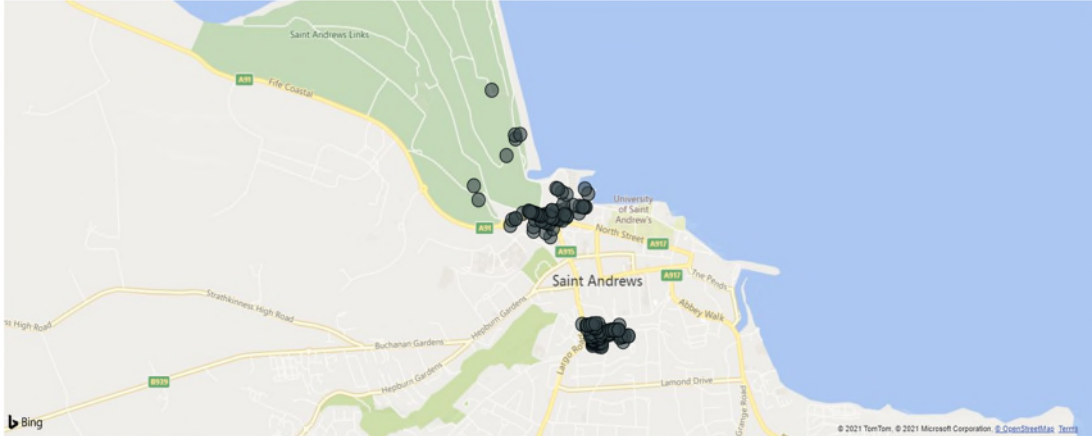 Saint Andrews Links
A91
Fife Coastal
University
of Saint
Andrew's
A91
North Street
A917
A915
A917
The Pends
Saint Andrews
Strathkinness High Road
Abbey Walk
ess High Road
Hepburn Gardens
Buchanan Gardens
Largo Road
B939
Hepburn Gardens
Lamond Drive
Grange Road
Bing
© 2021 TomTom, © 2021 Microsoft Corporation, © OpenStreetMap Terms